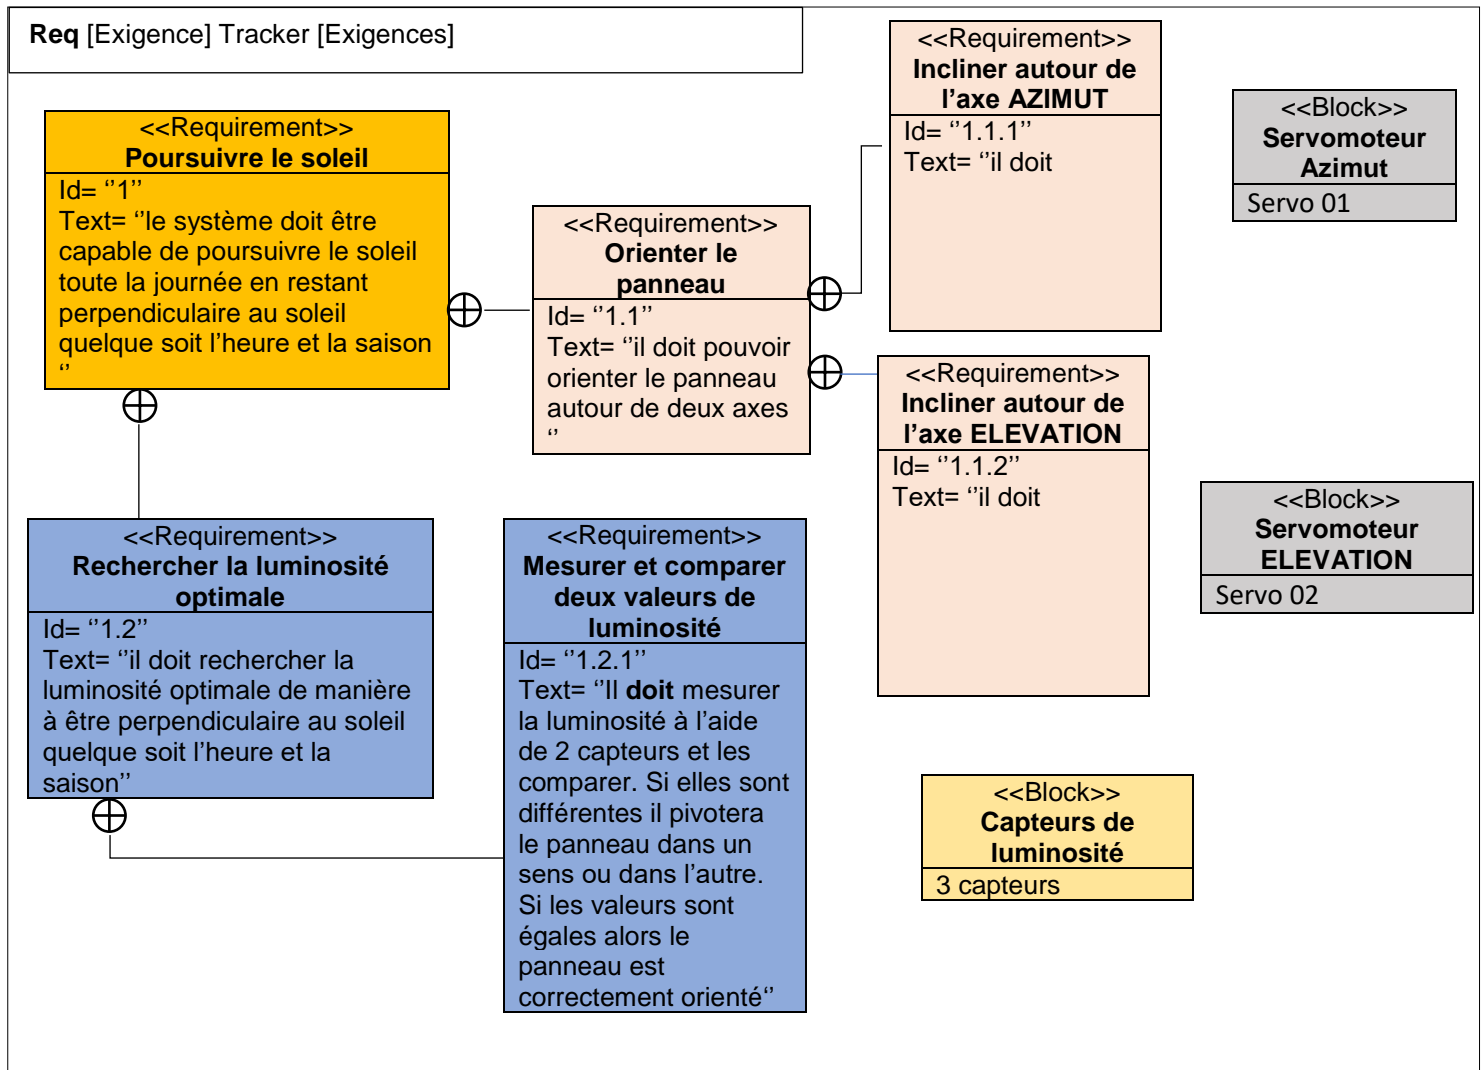 Req [Exigence] Tracker [Exigences]
<<Requirement>>
Poursuivre le soleil
Id= ‘’1’’
Text= ‘’le système doit être
capable de poursuivre le soleil
toute la journée en restant
perpendiculaire au soleil
quelque soit l’heure et la saison
‘’
<<Requirement>>
Orienter le
panneau
Id= ‘’1.1’’
Text= ‘’il doit pouvoir
orienter le panneau
autour de deux axes
‘’
<<Requirement>>
Incliner autour de
l’axe AZIMUT
Id= ‘’1.1.1’’
Text= ‘’il doit
<<Block>>
Servomoteur
Azimut
Servo 01
<<Requirement>>
Incliner autour de
l’axe ELEVATION
Id= ‘’1.1.2’’
Text= ‘’il doit
<<Block>>
Servomoteur
ELEVATION
Servo 02
<<Requirement>>
Rechercher la luminosité
optimale
Id= ‘’1.2’’
Text= ‘’il doit rechercher la
luminosité optimale de manière
à être perpendiculaire au soleil
quelque soit l’heure et la
saison’’
<<Requirement>>
Mesurer et comparer
deux valeurs de
luminosité
Id= ‘’1.2.1’’
Text= ‘’Il doit mesurer
la luminosité à l’aide
de 2 capteurs et les
comparer. Si elles sont
différentes il pivotera
le panneau dans un
sens ou dans l’autre.
Si les valeurs sont
égales alors le
panneau est
correctement orienté‘’
<<Block>>
Capteurs de
luminosité
3 capteurs